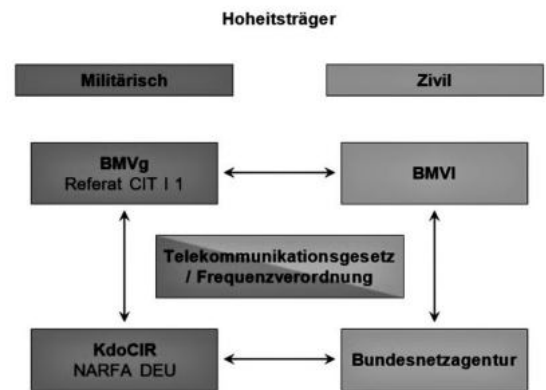 Hoheitsträger
Militärisch
Zivil
BMVg
Referat CIT I 1
BMVI
Telekommunikationsgesetz
/ Frequenzverordnung
KdoCIR
NARFA DEU
Bundesnetzagentur